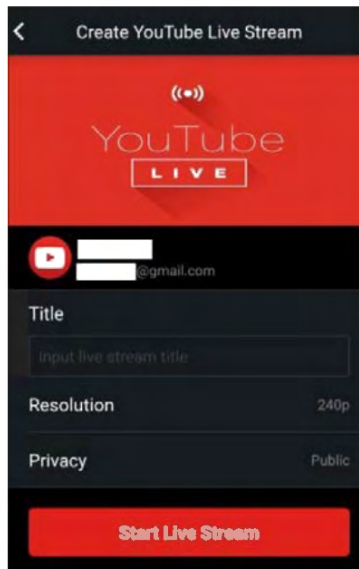 Create YouTube Live Stream
YouTube
LIVE
@gmail.com
Title
input live stream title
Resolution 240p
Privacy Public
Start Live Stream